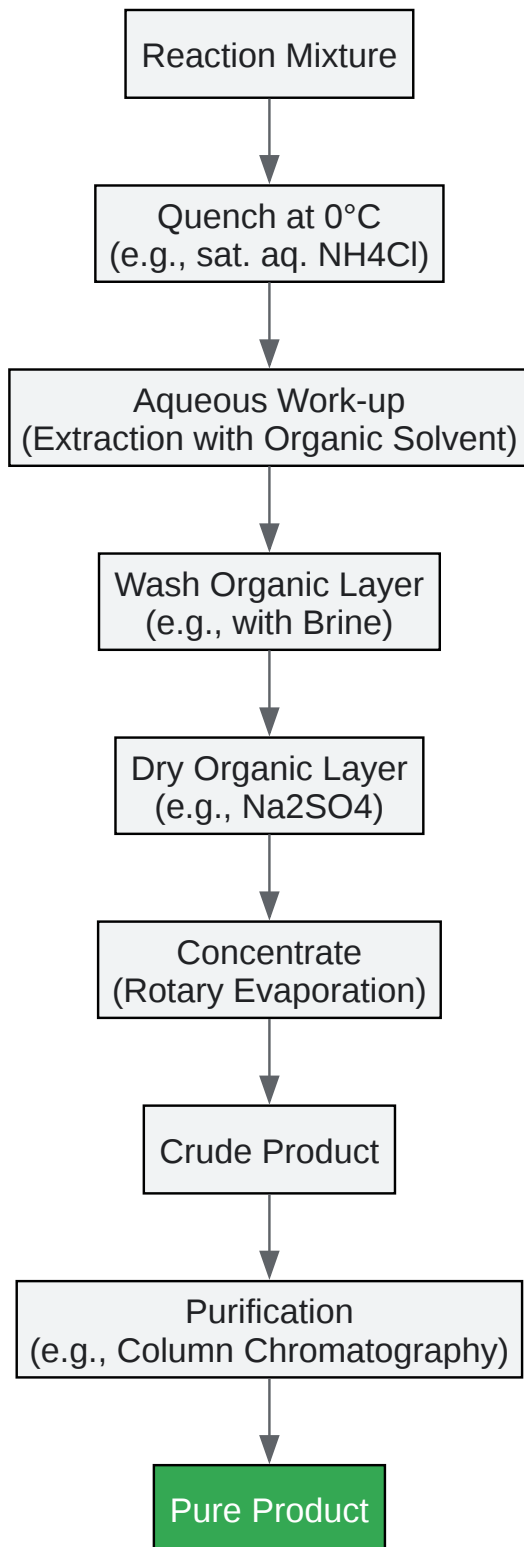 Reaction Mixture
Quench at 0°C
(e.g., sat. aq. NH4Cl)
Aqueous Work-up
(Extraction with Organic Solvent)
Wash Organic Layer
(e.g., with Brine)
Dry Organic Layer
(e.g., Na2SO4)
Concentrate
(Rotary Evaporation)
Crude Product
Purification
(e.g., Column Chromatography)
Pure Product